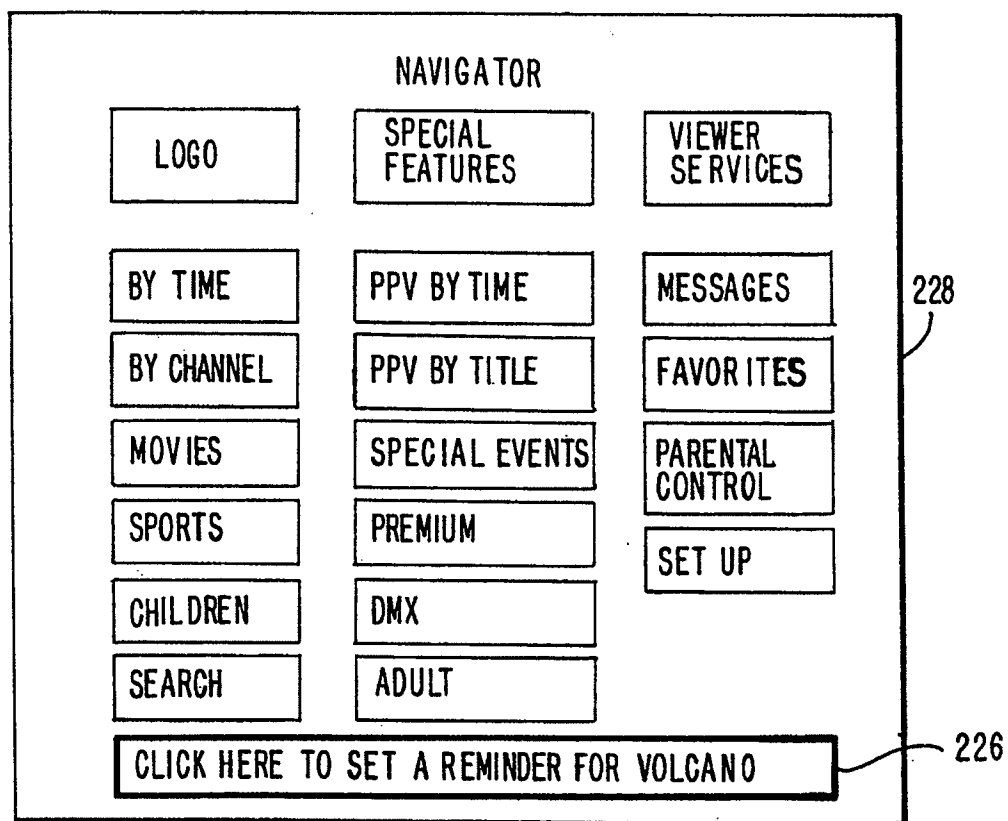 NAVIGATOR
LOGO
SPECIAL
FEATURES
VIEWER
SERVICES
BY TIME
PPV BY TIME
MESSAGES
BY CHANNEL
PPV BY TITLE
FAVORITES
MOVIES
SPECIAL EVENTS
PARENTAL
CONTROL
SPORTS
PREMIUM
SET UP
CHILDREN
DMX
SEARCH
ADULT
CLICK HERE TO SET A REMINDER FOR VOLCANO
228
226